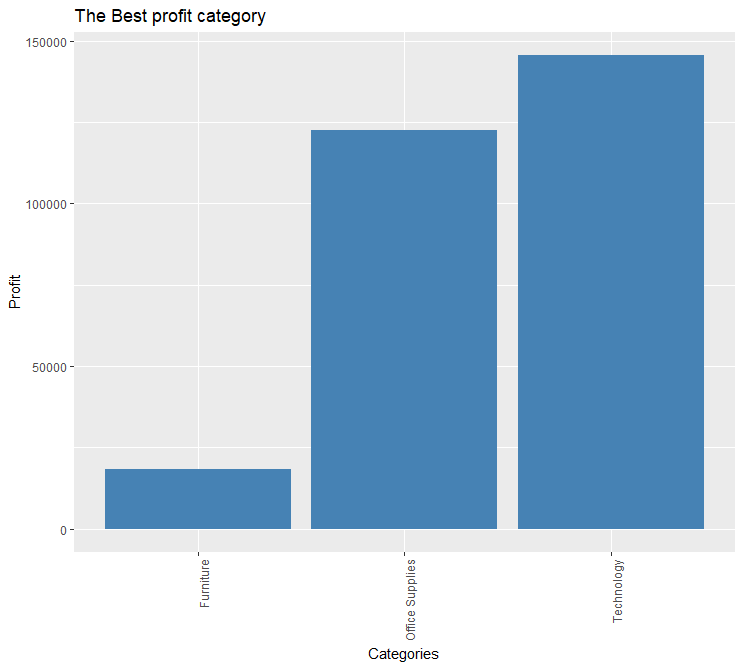 The Best profit category
150000
100000
50000
0
Profit
Furniture
Office Supplies
Technology
Categories